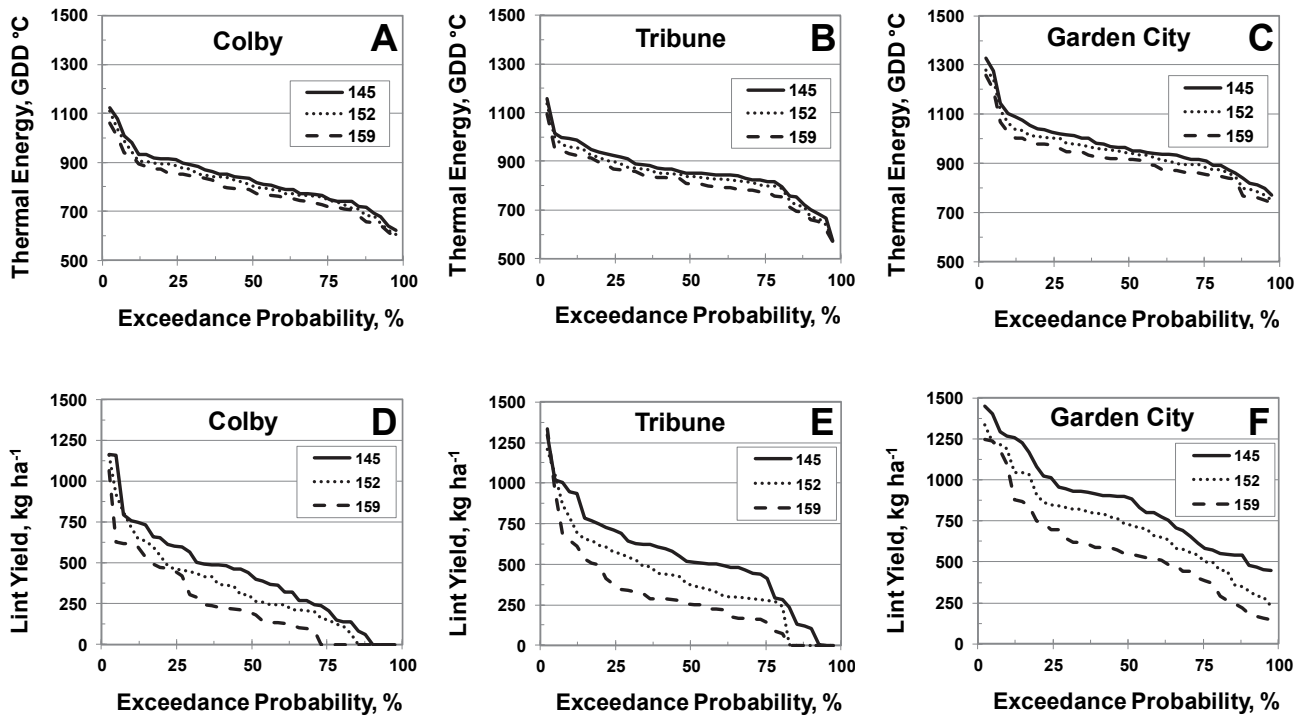 Colby A
Thermal Energy, GDD °C
1500
1300
1100
900
700
500
145
152
159
0 25 50 75 100
Exceedance Probability, %
Tribune B
Thermal Energy, GDD °C
1500
1300
1100
900
700
500
145
152
159
0 25 50 75 100
Exceedance Probability, %
Garden City C
Thermal Energy, GDD °C
1500
1300
1100
900
700
500
145
152
159
0 25 50 75 100
Exceedance Probability, %
Colby D
Lint Yield, kg ha-1
1500
1250
1000
750
500
250
0
145
152
159
0 25 50 75 100
Exceedance Probability, %
Tribune E
Lint Yield, kg ha-1
1500
1250
1000
750
500
250
0
145
152
159
0 25 50 75 100
Exceedance Probability, %
Garden City F
Lint Yield, kg ha-1
1500
1250
1000
750
500
250
0
145
152
159
0 25 50 75 100
Exceedance Probability, %